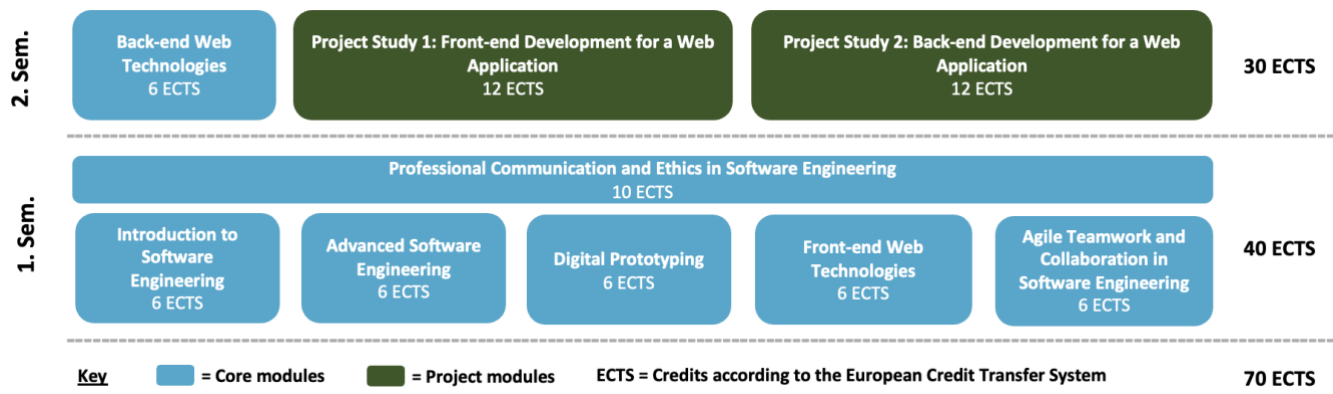 2. Sem.
Back-end Web
Technologies
6 ECTS
Project Study 1: Front-end Development for a Web
Application
12 ECTS
Project Study 2: Back-end Development for a Web
Application
12 ECTS
30 ECTS
1. Sem.
Professional Communication and Ethics in Software Engineering
10 ECTS
Introduction to
Software
Engineering
6 ECTS
Advanced Software
Engineering
6 ECTS
Digital Prototyping
6 ECTS
Front-end Web
Technologies
6 ECTS
Agile Teamwork and
Collaboration in
Software Engineering
6 ECTS
40 ECTS
Key
= Core modules
= Project modules
ECTS = Credits according to the European Credit Transfer System
70 ECTS